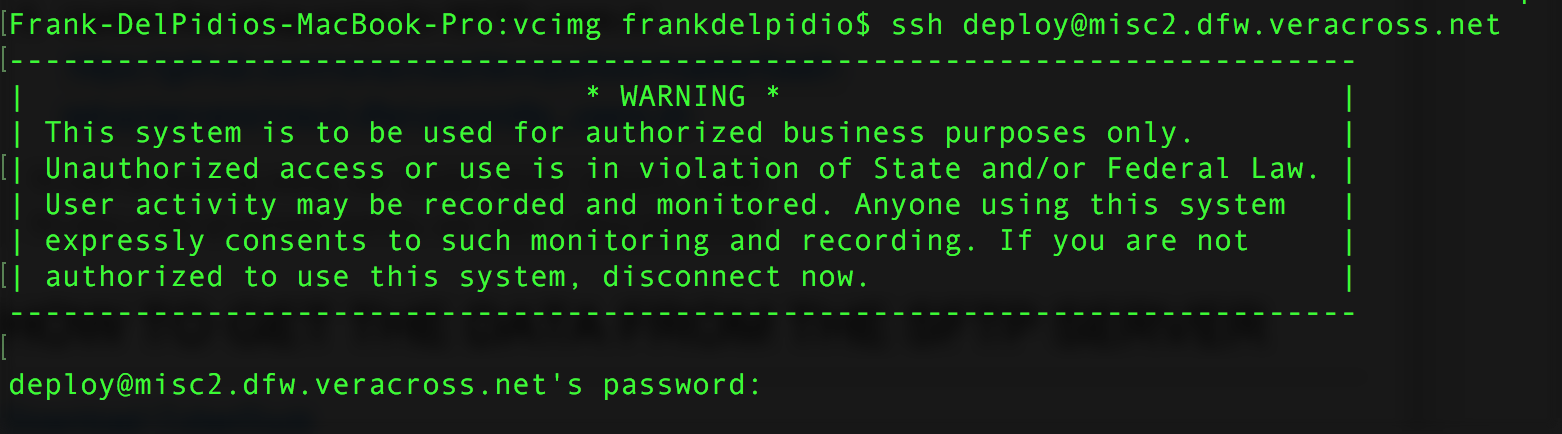 [Frank-DelPidios-MacBook-Pro:vcimg frankdelpidio$ ssh deploy@misc2.dfw.veracross.net
[---------------------------------------------------------------------------
|                                * WARNING *                               |
| This system is to be used for authorized business purposes only.         |
[| Unauthorized access or use is in violation of State and/or Federal Law. |
| User activity may be recorded and monitored. Anyone using this system    |
| expressly consents to such monitoring and recording. If you are not      |
[| authorized to use this system, disconnect now.                          |
---------------------------------------------------------------------------
[
deploy@misc2.dfw.veracross.net's password: